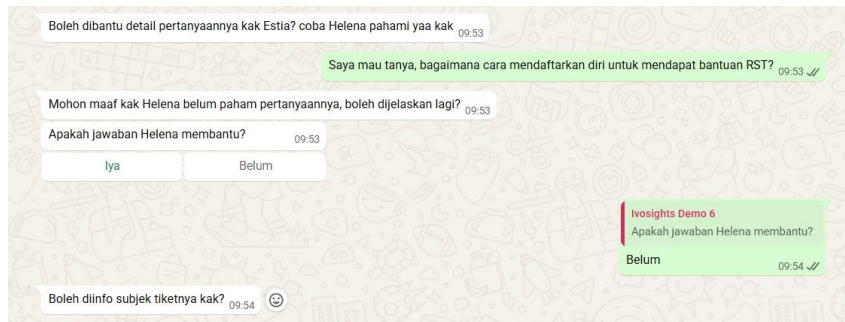 Boleh dibantu detail pertanyaannya kak Estia? coba Helena pahami yaa kak 09:53
Saya mau tanya, bagaimana cara mendaftarkan diri untuk mendapat bantuan RST? 09:53
Mohon maaf kak Helena belum paham pertanyaannya, boleh dijelaskan lagi? 09:53
Apakah jawaban Helena membantu? 09:53
Iya Belum
Ivosights Demo 6
Apakah jawaban Helena membantu?
Belum 09:54
Boleh diinfo subjek tiketnya kak? 09:54